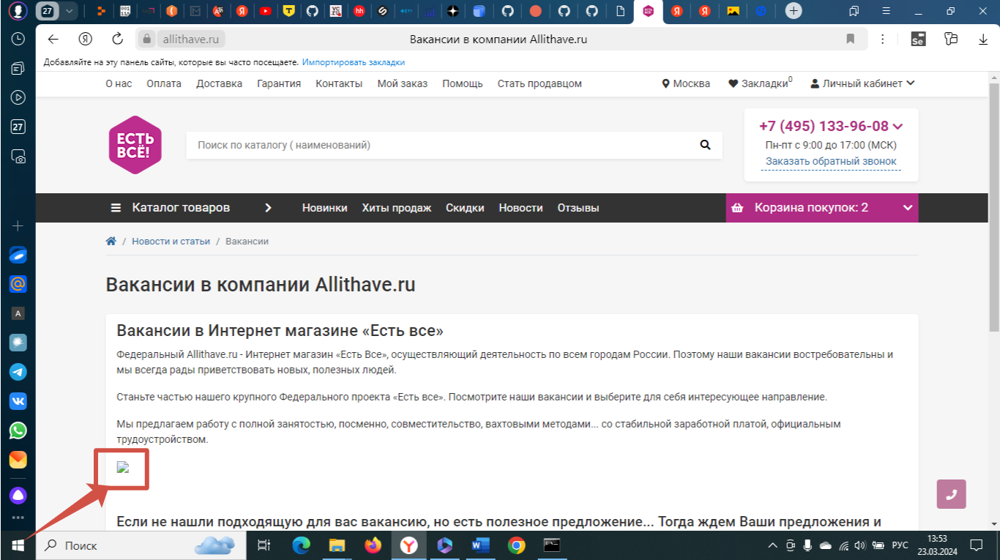 27
allithave.ru
Вакансии в компании Allithave.ru
Se
Добавляйте на эту панель сайты, которые вы часто посещаете. Импортировать закладки
О нас Оплата Доставка Гарантия Контакты Мой заказ Помощь Стать продавцом Москва Закладки 0 Личный кабинет
27
ЕСТЬ
ВСЁ!
Поиск по каталогу ( наименований)
+7 (495) 133-96-08
Пн-пт с 9:00 до 17:00 (МСК)
Заказать обратный звонок
Каталог товаров Новинки Хиты продаж Скидки Новости Отзывы Корзина покупок: 2
/ Новости и статьи / Вакансии
Вакансии в компании Allithave.ru
Вакансии в Интернет магазине «Есть все»
Федеральный Allithave.ru - Интернет магазин «Есть Все», осуществляющий деятельность по всем городам России. Поэтому наши вакансии востребовательны и
мы всегда рады приветствовать новых, полезных людей.
Станьте частью нашего крупного Федерального проекта «Есть все». Посмотрите наши вакансии и выберите для себя интересующее направление.
Мы предлагаем работу с полной занятостью, посменно, совместительство, вахтовыми методами... со стабильной заработной платой, официальным
трудоустройством.
Если не нашли подходящую для вас вакансию, но есть полезное предложение... Тогда ждем Ваши предложения и
Поиск
РУС
13:53
23.03.2024